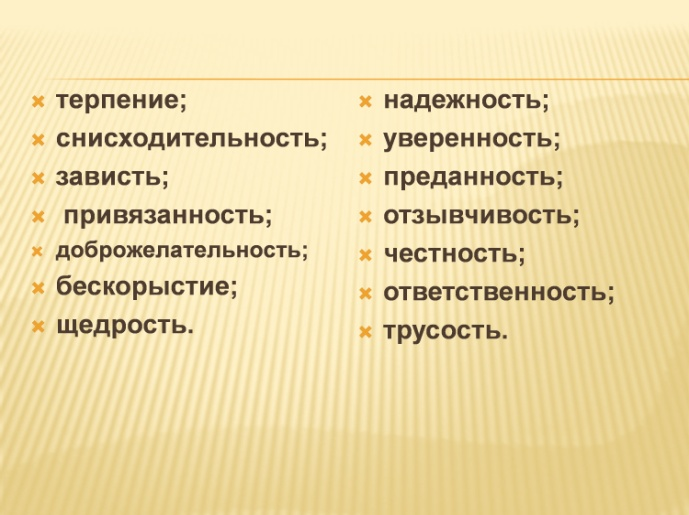 терпение;
снисходительность;
зависть;
привязанность;
доброжелательность;
бескорыстие;
щедрость.
надежность;
уверенность;
преданность;
отзывчивость;
честность;
ответственность;
трусость.